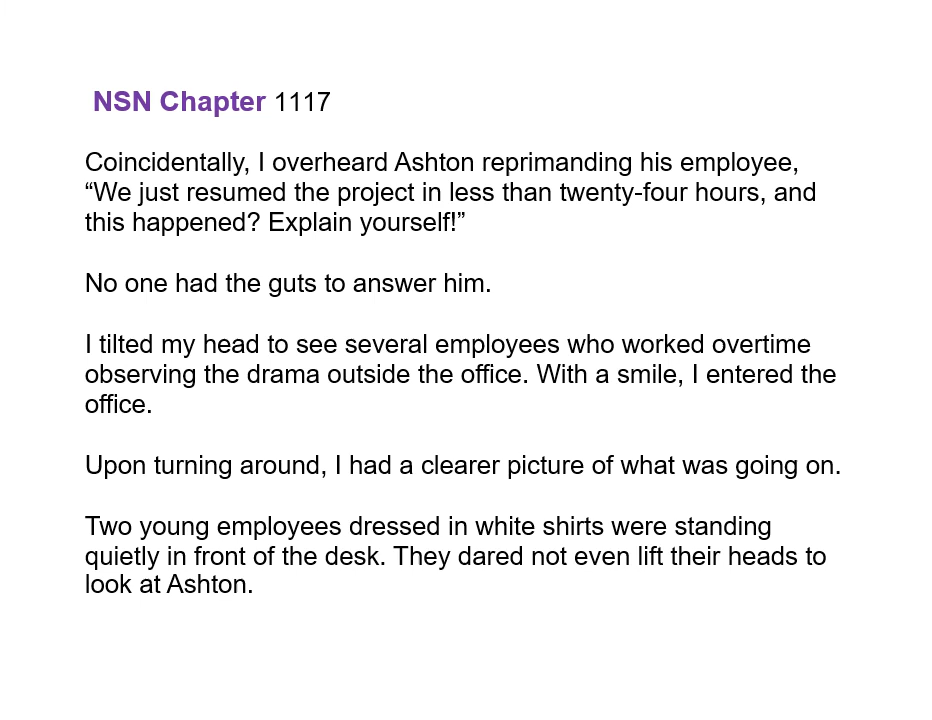 NSN Chapter 1117
Coincidentally, I overheard Ashton reprimanding his employee,
“We just resumed the project in less than twenty-four hours, and
this happened? Explain yourself!”
No one had the guts to answer him.
I tilted my head to see several employees who worked overtime
observing the drama outside the office. With a smile, I entered the
office.
Upon turning around, I had a clearer picture of what was going on.
Two young employees dressed in white shirts were standing
quietly in front of the desk. They dared not even lift their heads to
look at Ashton.